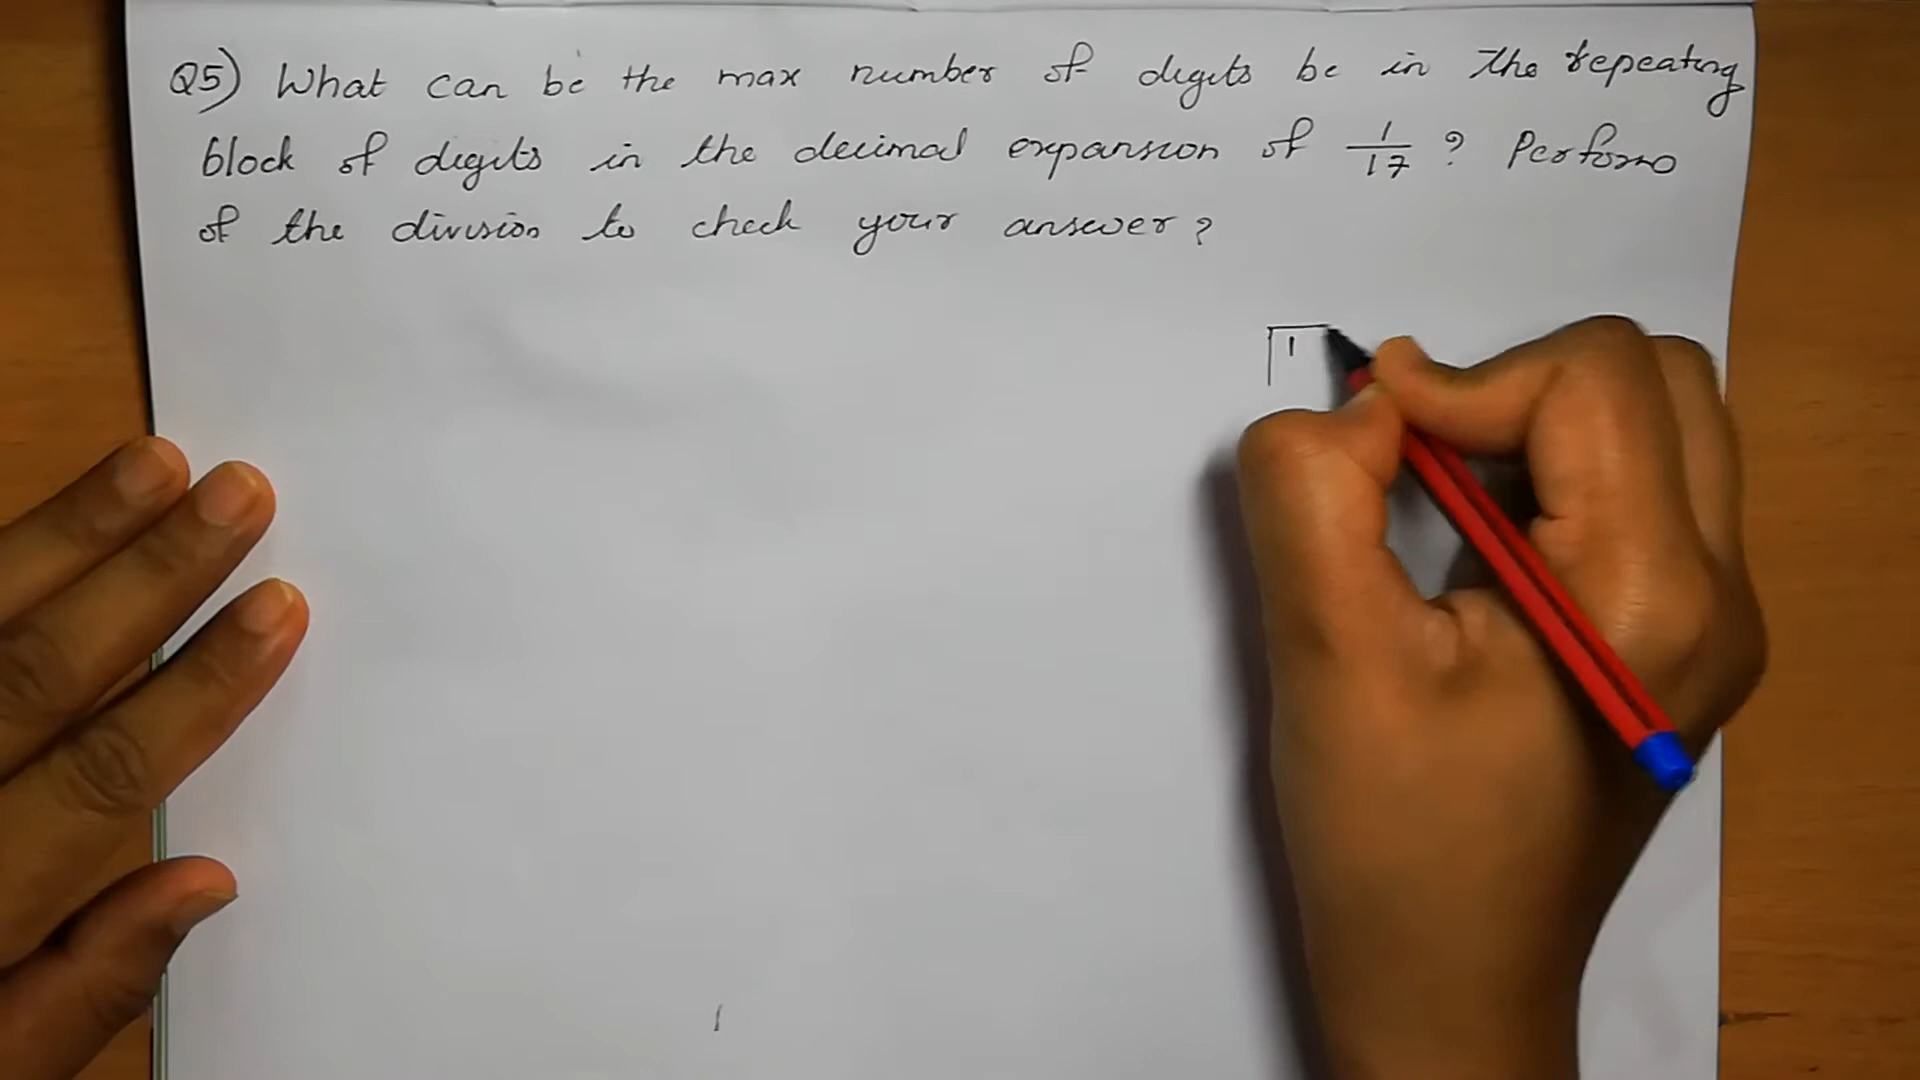 Q5) What can be the max number of digits be in the repeating
block of digits in the decimal expansion of 1/17 ? Perform
of the division to check your answer?
1